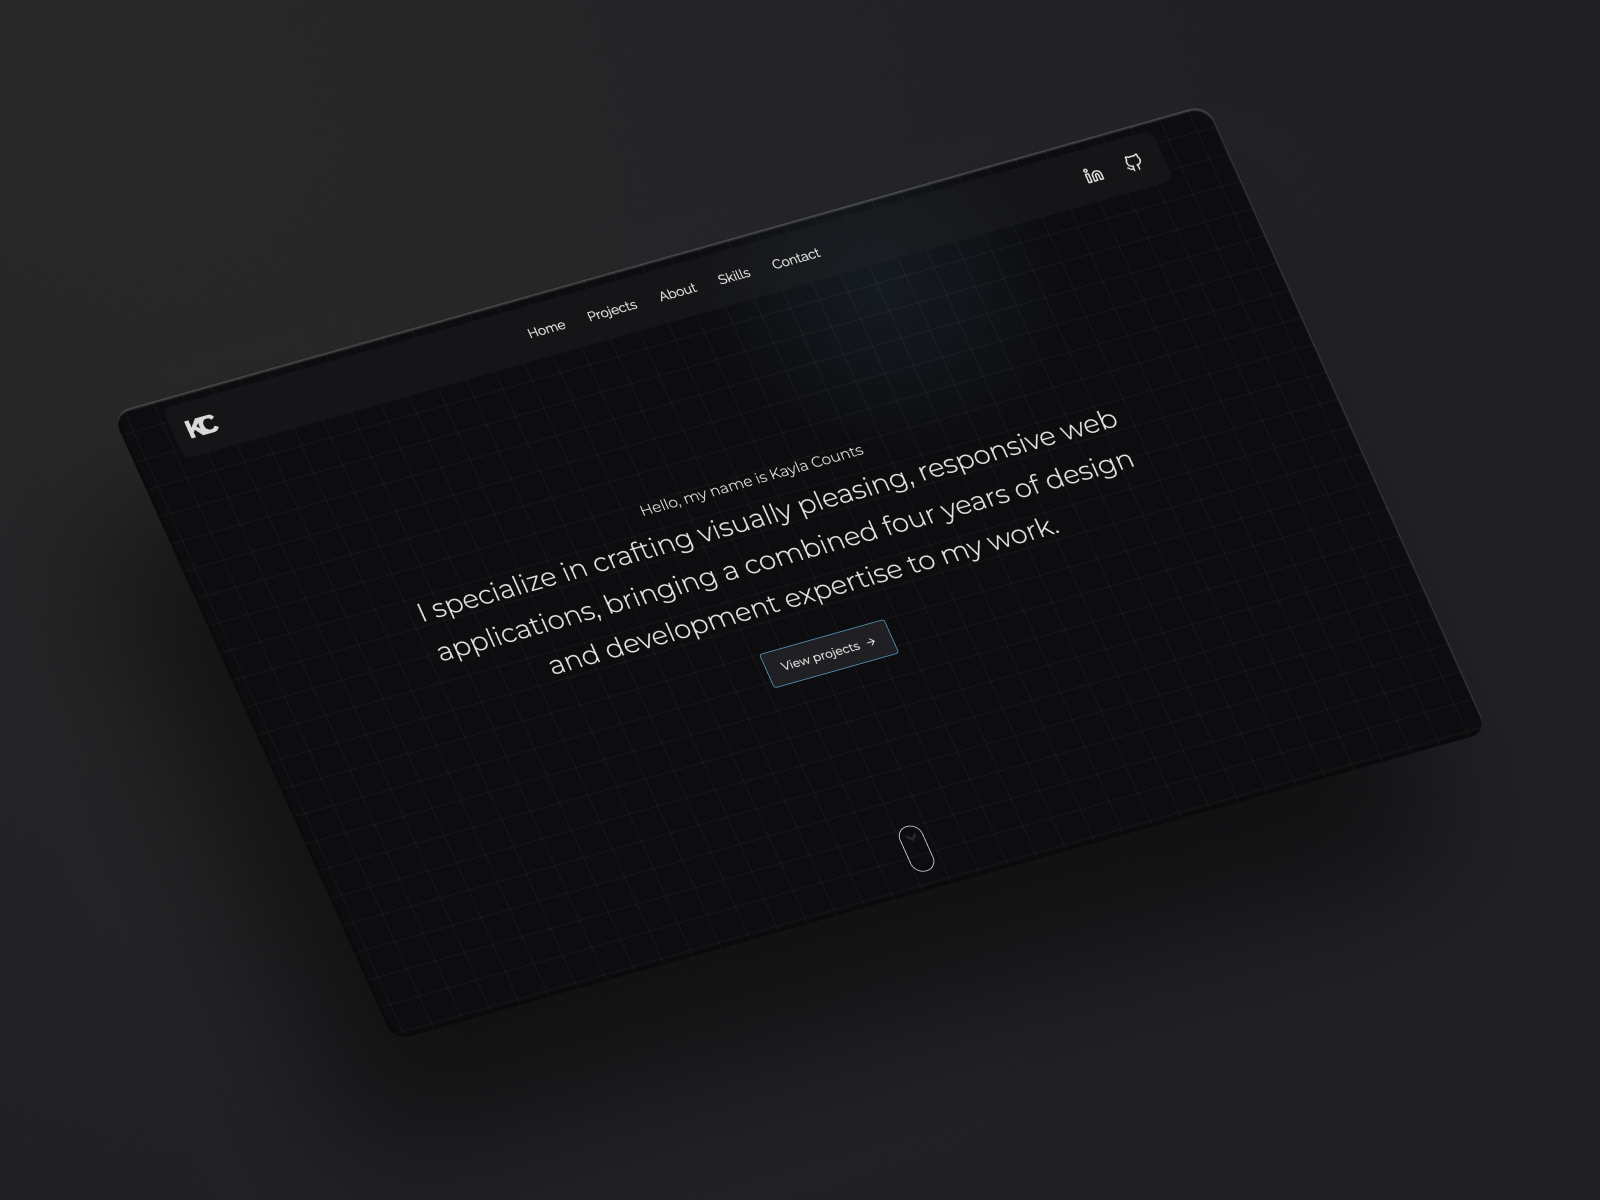 KC
Home Projects About Skills Contact
in
Hello, my name is Kayla Counts
I specialize in crafting visually pleasing, responsive web
applications, bringing a combined four years of design
and development expertise to my work.
View projects →